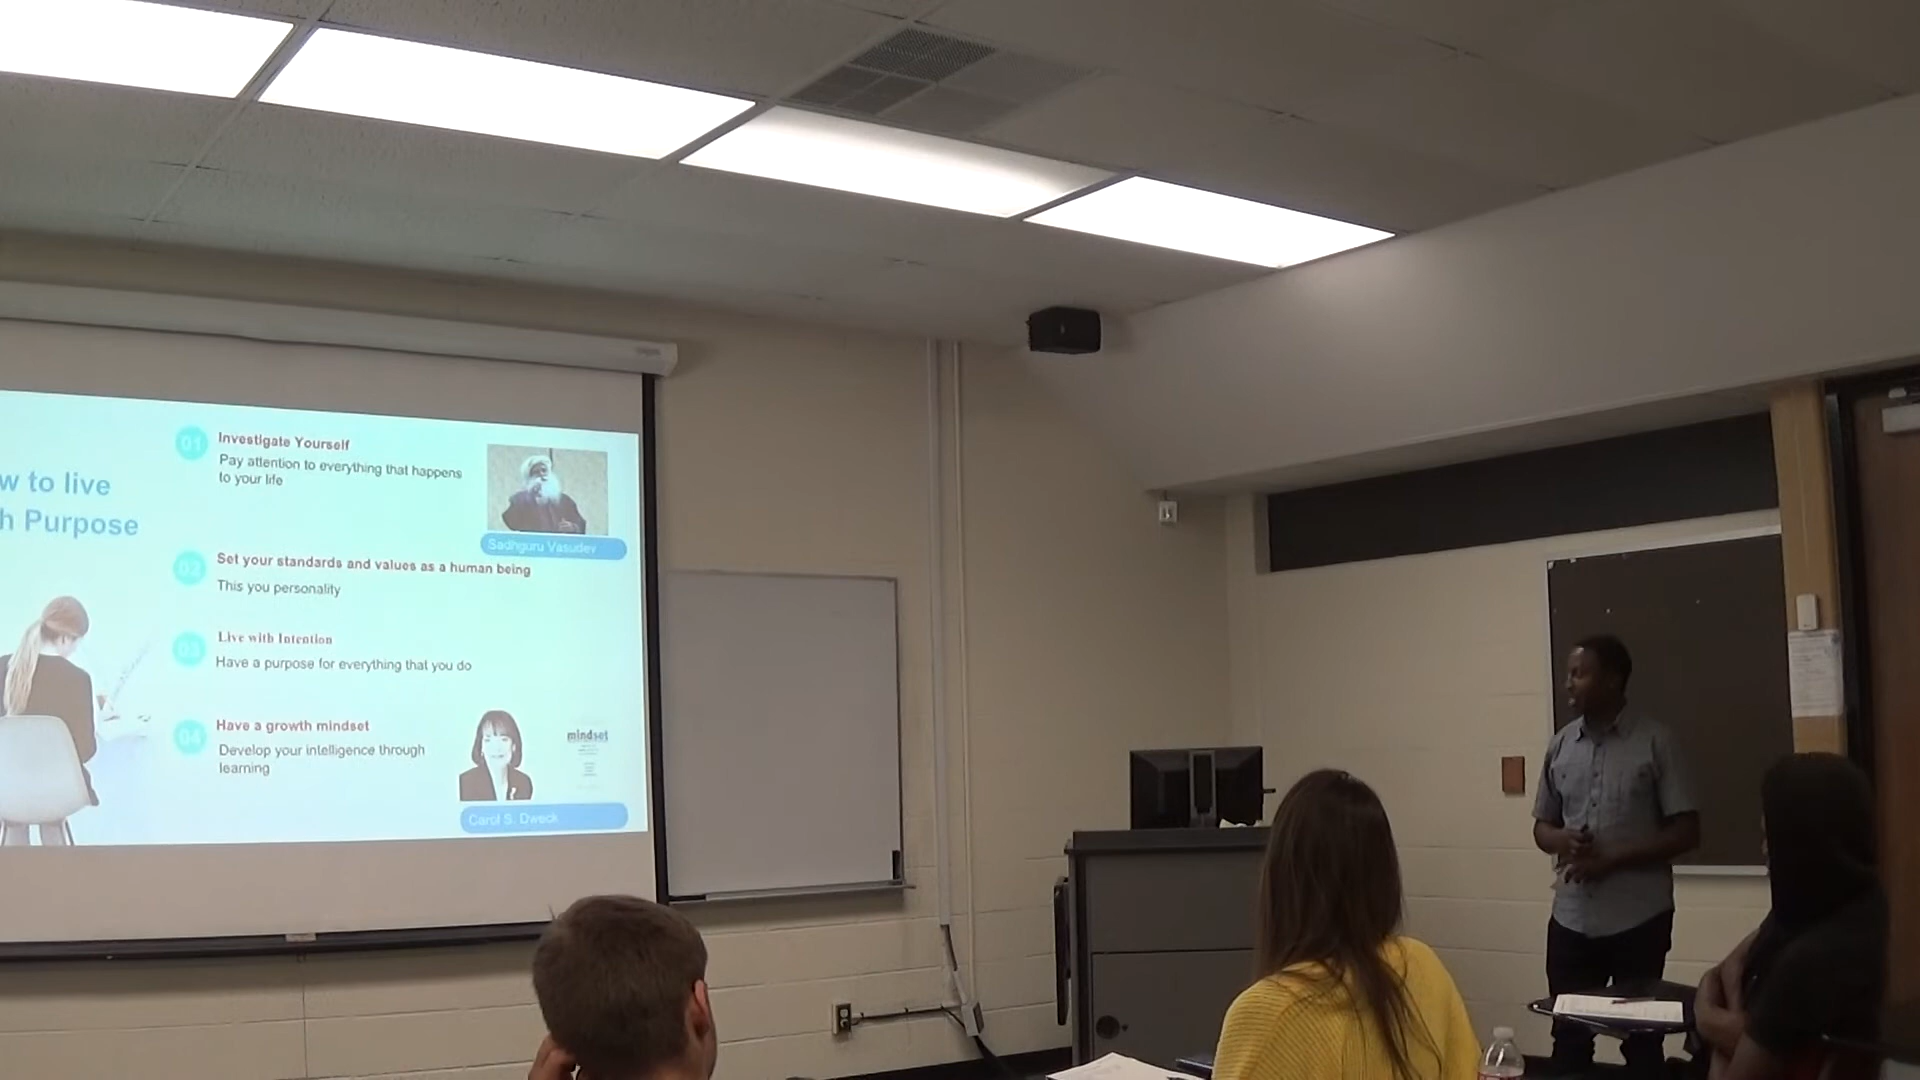 w to live
h Purpose
01
Investigate Yourself
Pay attention to everything that happens
to your life
Sadhguru Vasudev
02
Set your standards and values as a human being
This you personality
03
Live with Intention
Have a purpose for everything that you do
04
Have a growth mindset
Develop your intelligence through
learning
mindset
Carol S. Dweck